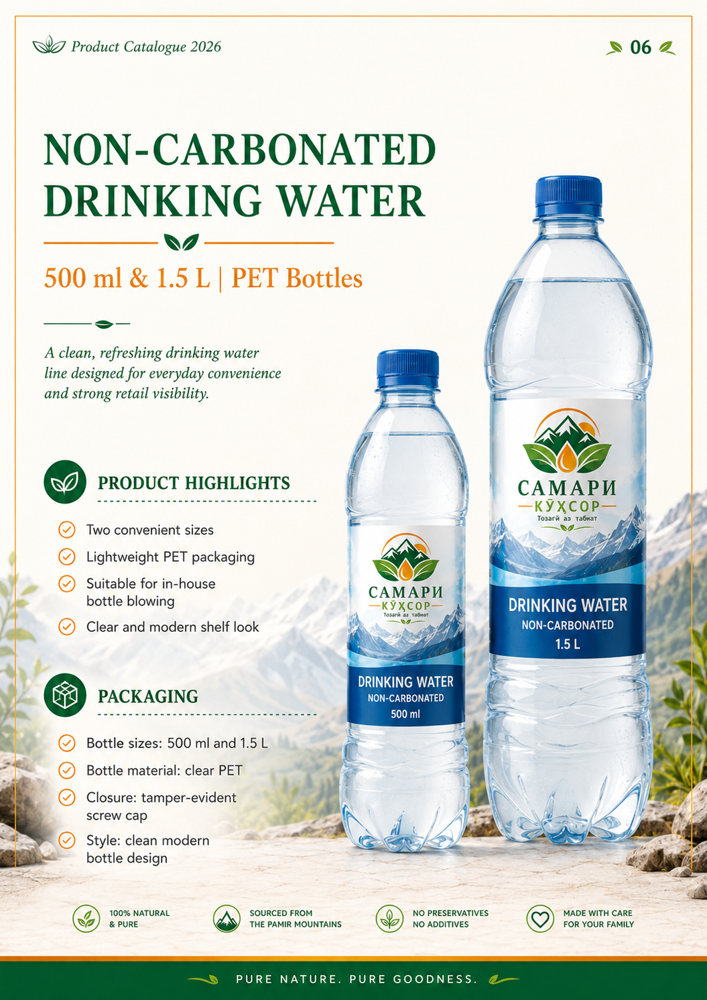 Product Catalogue 2026
06
NON-CARBONATED
DRINKING WATER
500 ml & 1.5 L | PET Bottles
A clean, refreshing drinking water
line designed for everyday convenience
and strong retail visibility.
PRODUCT HIGHLIGHTS
Two convenient sizes
Lightweight PET packaging
Suitable for in-house
bottle blowing
Clear and modern shelf look
PACKAGING
Bottle sizes: 500 ml and 1.5 L
Bottle material: clear PET
Closure: tamper-evident
screw cap
Style: clean modern
bottle design
САМАРИ
КӮҲСОР
Тозагӣ аз табиат
DRINKING WATER
NON-CARBONATED
500 ml
САМАРИ
КӮҲСОР
Тозагӣ аз табиат
DRINKING WATER
NON-CARBONATED
1.5 L
100% NATURAL
& PURE
SOURCED FROM
THE PAMIR MOUNTAINS
NO PRESERVATIVES
NO ADDITIVES
MADE WITH CARE
FOR YOUR FAMILY
PURE NATURE. PURE GOODNESS.